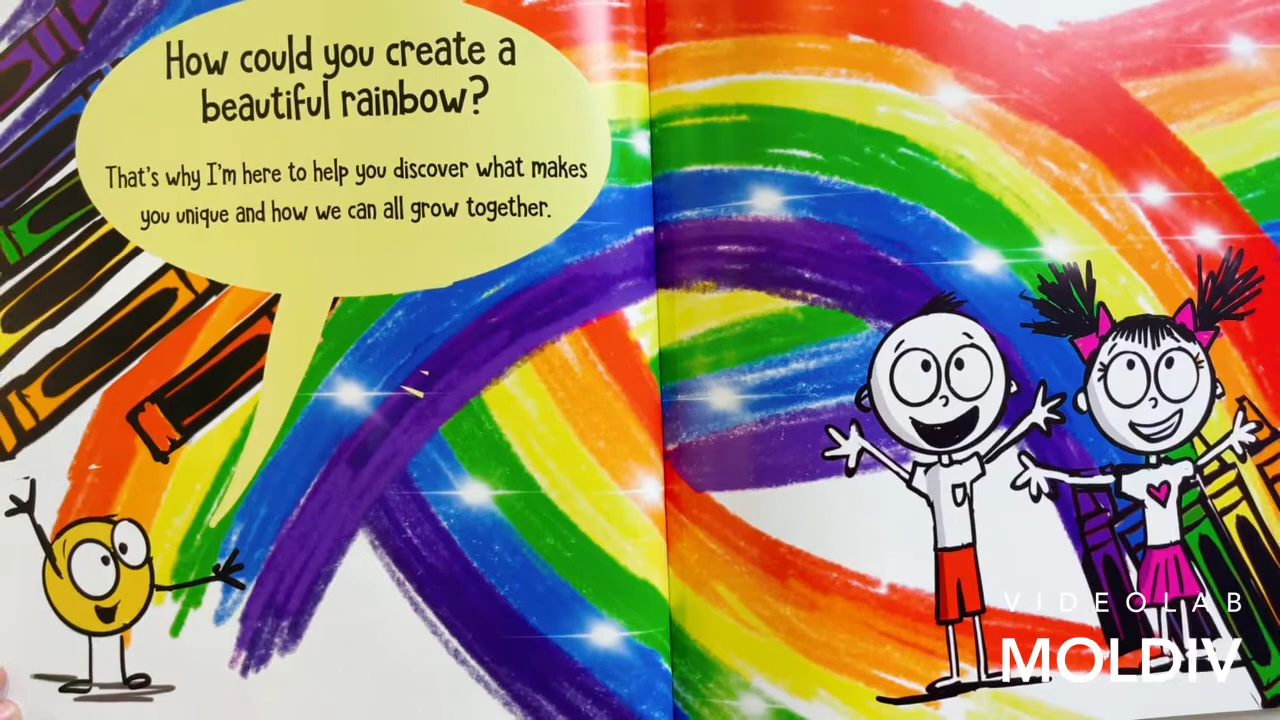 How could you create a
beautiful rainbow?
That's why I'm here to help you discover what makes
you unique and how we can all grow together.
VIDEOLAB
MOLDIV